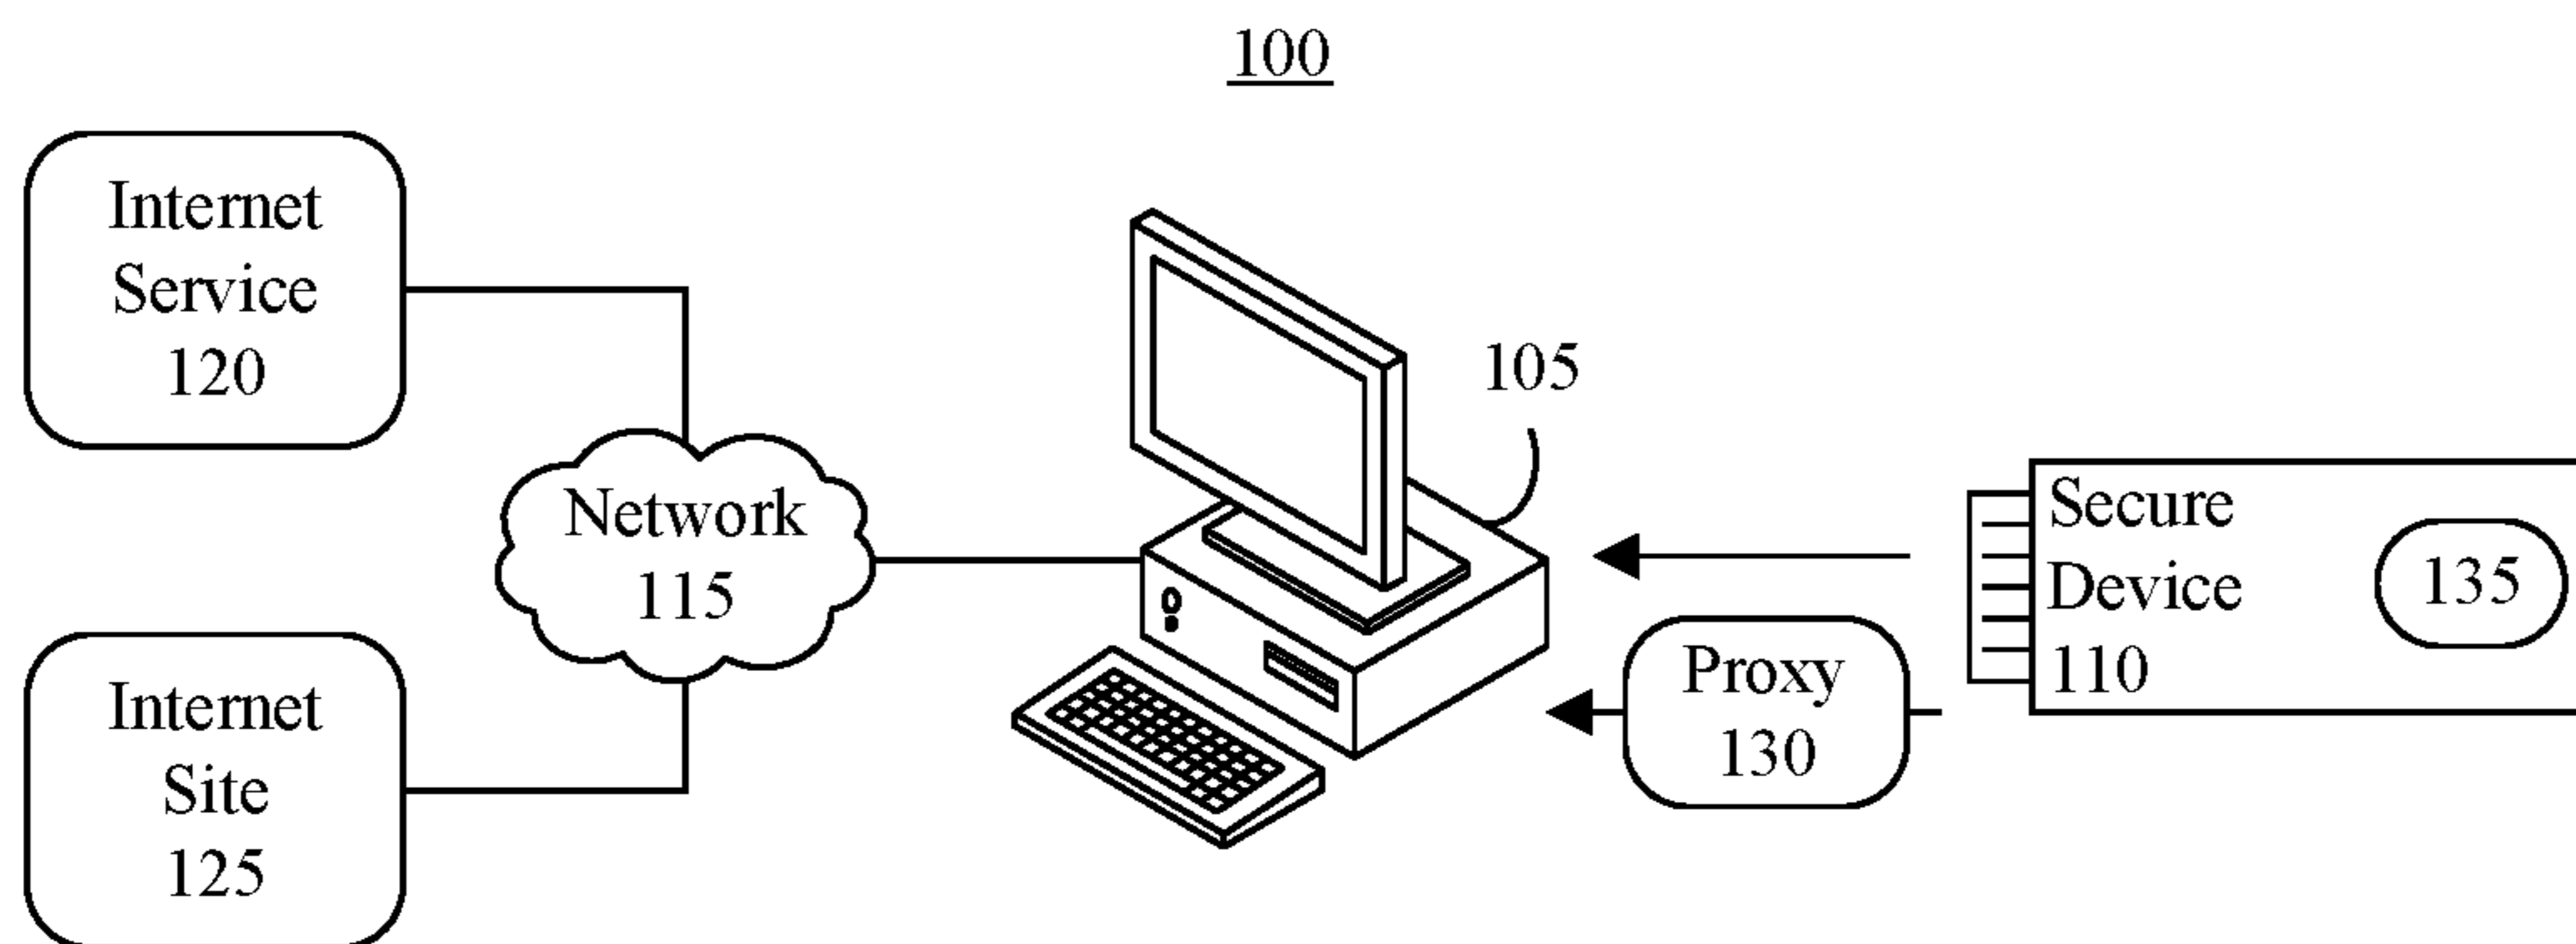 100
Internet
Service
120
Network
115
Internet
Site
125
105
Proxy
130
Secure
Device
110
135